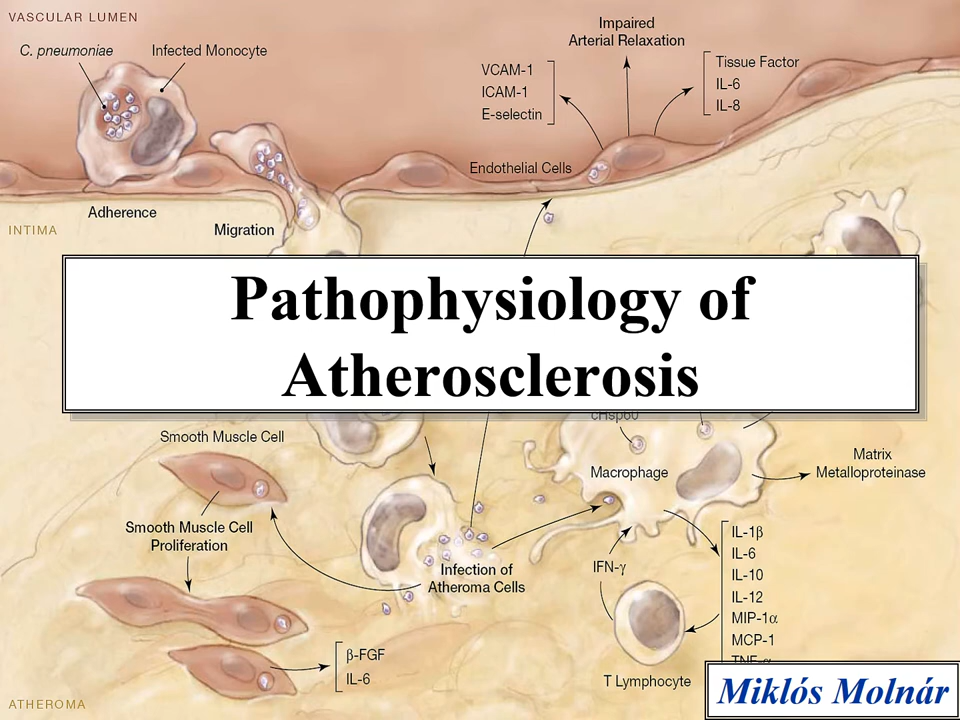 VASCULAR LUMEN
C. pneumoniae
Infected Monocyte
Impaired
Arterial Relaxation
VCAM-1
ICAM-1
E-selectin
Tissue Factor
IL-6
IL-8
Endothelial Cells
Adherence
INTIMA
Migration
Pathophysiology of
Atherosclerosis
cHsp60
Smooth Muscle Cell
Macrophage
Matrix
Metalloproteinase
Smooth Muscle Cell
Proliferation
Infection of
Atheroma Cells
IFN-γ
IL-1β
IL-6
IL-10
IL-12
MIP-1α
MCP-1
TNF-α
β-FGF
IL-6
T Lymphocyte
ATHEROMA
Miklós Molnár